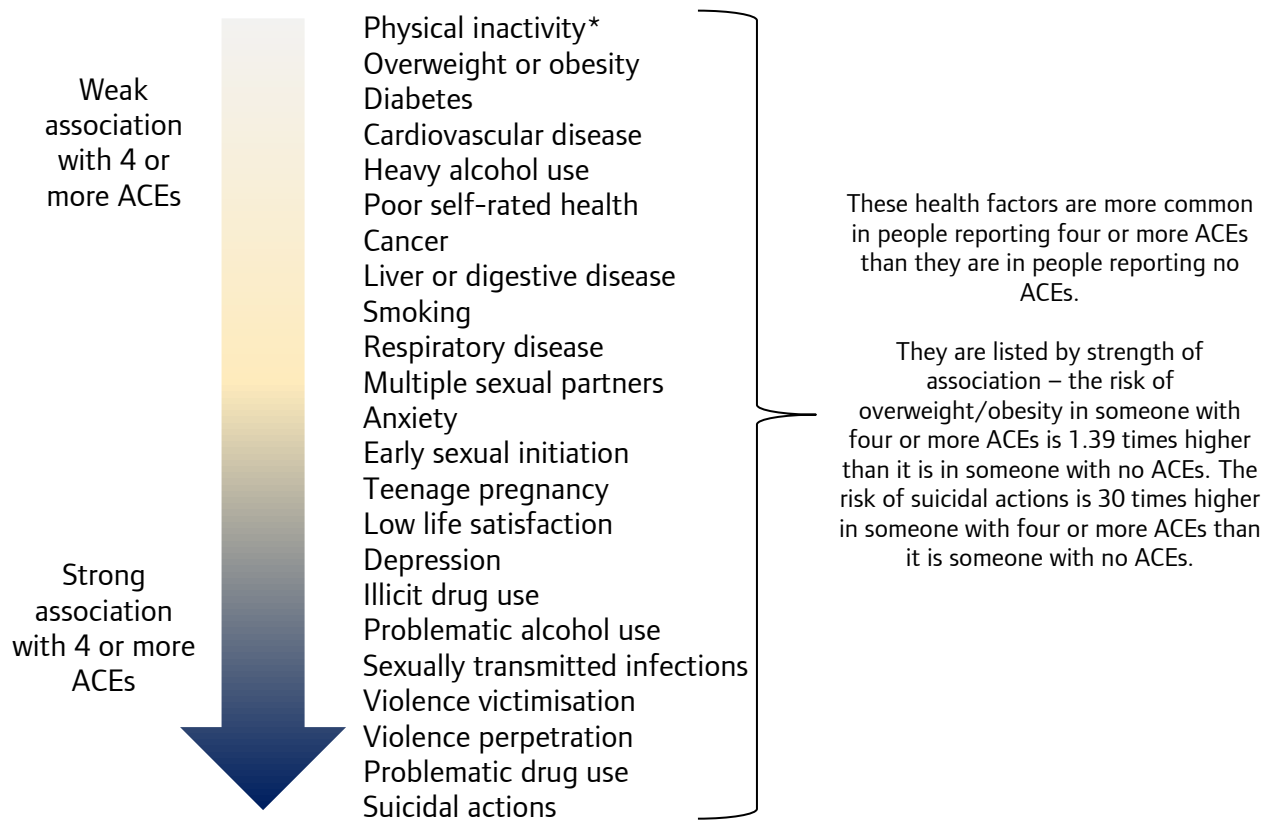 Weak
association
with 4 or
more ACEs
Strong
association
with 4 or more
ACEs
Physical inactivity*
Overweight or obesity
Diabetes
Cardiovascular disease
Heavy alcohol use
Poor self-rated health
Cancer
Liver or digestive disease
Smoking
Respiratory disease
Multiple sexual partners
Anxiety
Early sexual initiation
Teenage pregnancy
Low life satisfaction
Depression
Illicit drug use
Problematic alcohol use
Sexually transmitted infections
Violence victimisation
Violence perpetration
Problematic drug use
Suicidal actions
These health factors are more common
in people reporting four or more ACEs
than they are in people reporting no
ACEs.
They are listed by strength of
association – the risk of
overweight/obesity in someone with
four or more ACEs is 1.39 times higher
than it is in someone with no ACEs. The
risk of suicidal actions is 30 times higher
in someone with four or more ACEs than
it is someone with no ACEs.